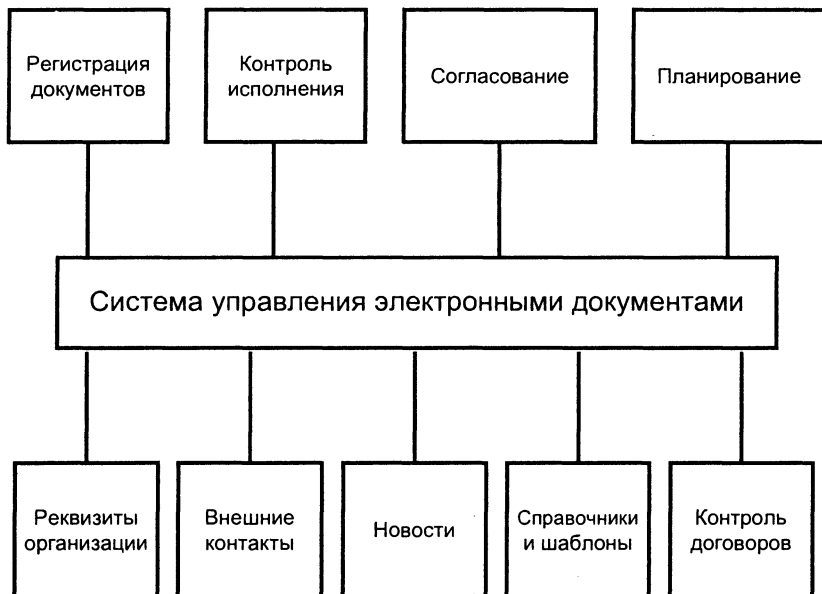 Регистрация
документов
Контроль
исполнения
Согласование
Планирование
Система управления электронными документами
Реквизиты
организации
Внешние
контакты
Новости
Справочники
и шаблоны
Контроль
договоров